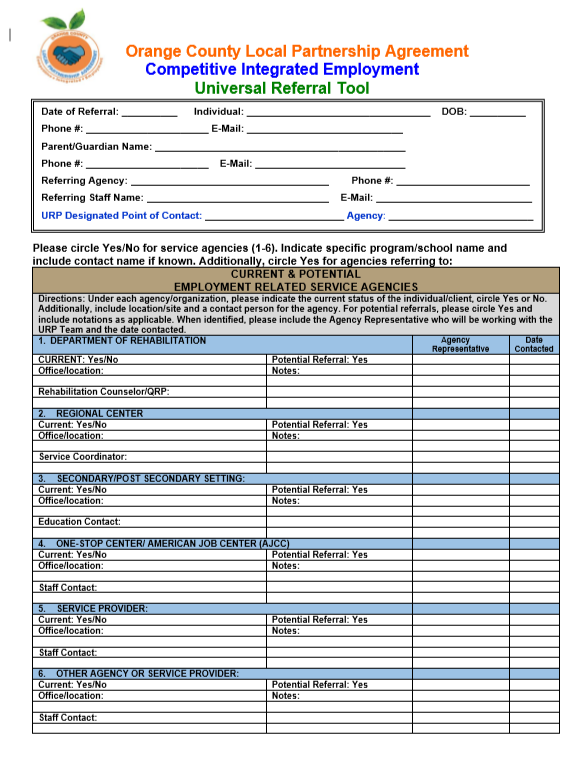 Orange County Local Partnership Agreement
Competitive Integrated Employment
Universal Referral Tool
Date of Referral: __________ Individual: _________________________________ DOB: __________
Phone #: ______________________ E-Mail: ____________________________
Parent/Guardian Name: _____________________________________________
Phone #: ______________________ E-Mail: ___________________________
Referring Agency: ____________________________________ Phone #: ________________________
Referring Staff Name: _________________________________ E-Mail: ____________________________
URP Designated Point of Contact: _________________________ Agency: __________________________
Please circle Yes/No for service agencies (1-6). Indicate specific program/school name and
include contact name if known. Additionally, circle Yes for agencies referring to:
CURRENT & POTENTIAL
EMPLOYMENT RELATED SERVICE AGENCIES
Directions: Under each agency/organization, please indicate the current status of the individual/client, circle Yes or No.
Additionally, include location/site and a contact person for the agency. For potential referrals, please circle Yes and
include notations as applicable. When identified, please include the Agency Representative who will be working with the
URP Team and the date contacted.
1. DEPARTMENT OF REHABILITATION Agency Representative Date Contacted
CURRENT: Yes/No Potential Referral: Yes
Office/location: Notes:
Rehabilitation Counselor/QRP:
2. REGIONAL CENTER
Current: Yes/No Potential Referral: Yes
Office/location: Notes:
Service Coordinator:
3. SECONDARY/POST SECONDARY SETTING:
Current: Yes/No Potential Referral: Yes
Office/location: Notes:
Education Contact:
4. ONE-STOP CENTER/ AMERICAN JOB CENTER (AJCC)
Current: Yes/No Potential Referral: Yes
Office/location: Notes:
Staff Contact:
5. SERVICE PROVIDER:
Current: Yes/No Potential Referral: Yes
Office/location: Notes:
Staff Contact:
6. OTHER AGENCY OR SERVICE PROVIDER:
Current: Yes/No Potential Referral: Yes
Office/location: Notes:
Staff Contact: